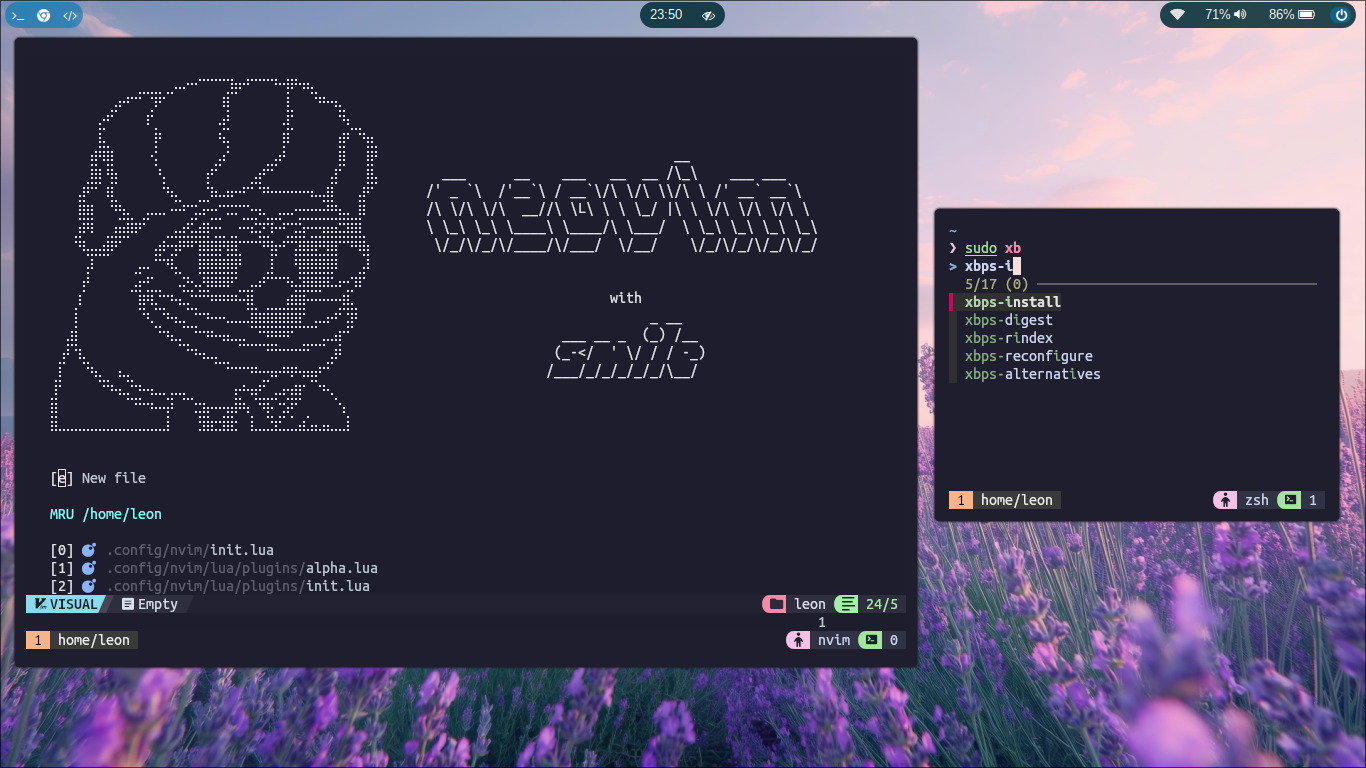 23:50
71%
86%
neovim
with
smile
[e] New file
MRU /home/leon
[0] .config/nvim/init.lua
[1] .config/nvim/lua/plugins/alpha.lua
[2] .config/nvim/lua/plugins/init.lua
VISUAL Empty leon 24/5
1
1 home/leon nvim 0
~
❯ sudo xb
> xbps-i
5/17 (0)
xbps-install
xbps-digest
xbps-rindex
xbps-reconfigure
xbps-alternatives
1 home/leon zsh 1